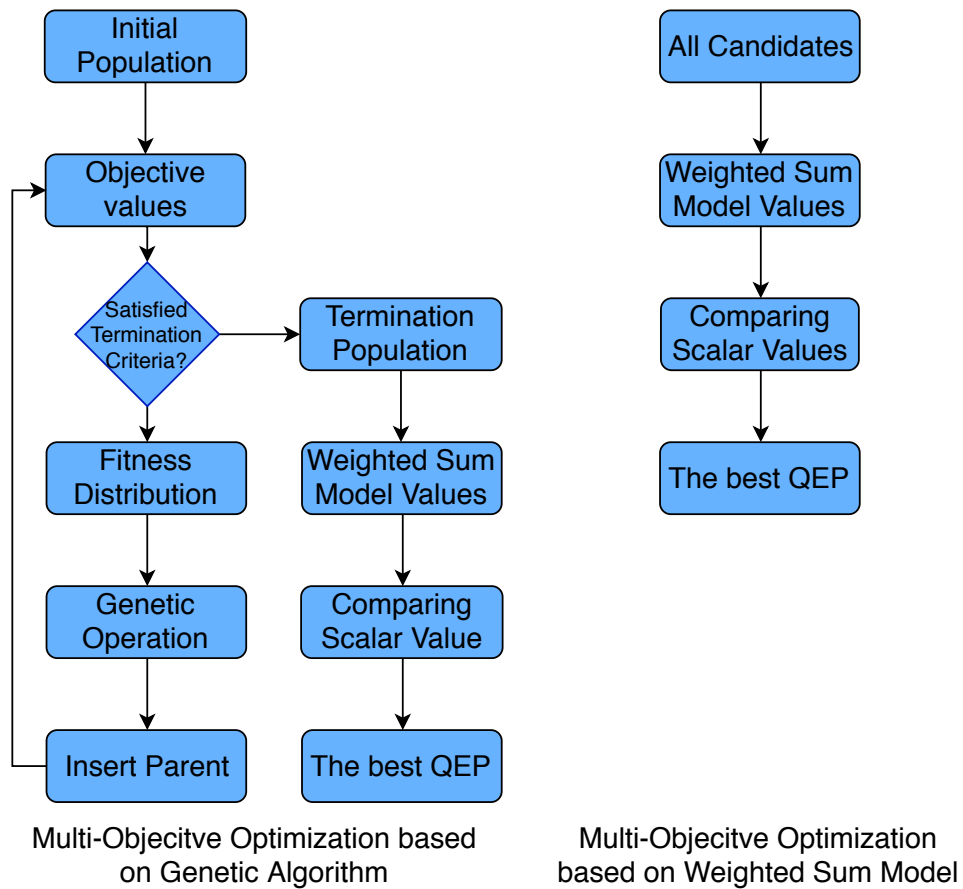 Initial
Population
Objective
values
Satisfied
Termination
Criteria?
Termination
Population
Fitness
Distribution
Weighted Sum
Model Values
Genetic
Operation
Comparing
Scalar Value
Insert Parent
The best QEP
Multi-Objecitve Optimization based
on Genetic Algorithm
All Candidates
Weighted Sum
Model Values
Comparing
Scalar Values
The best QEP
Multi-Objecitve Optimization
based on Weighted Sum Model